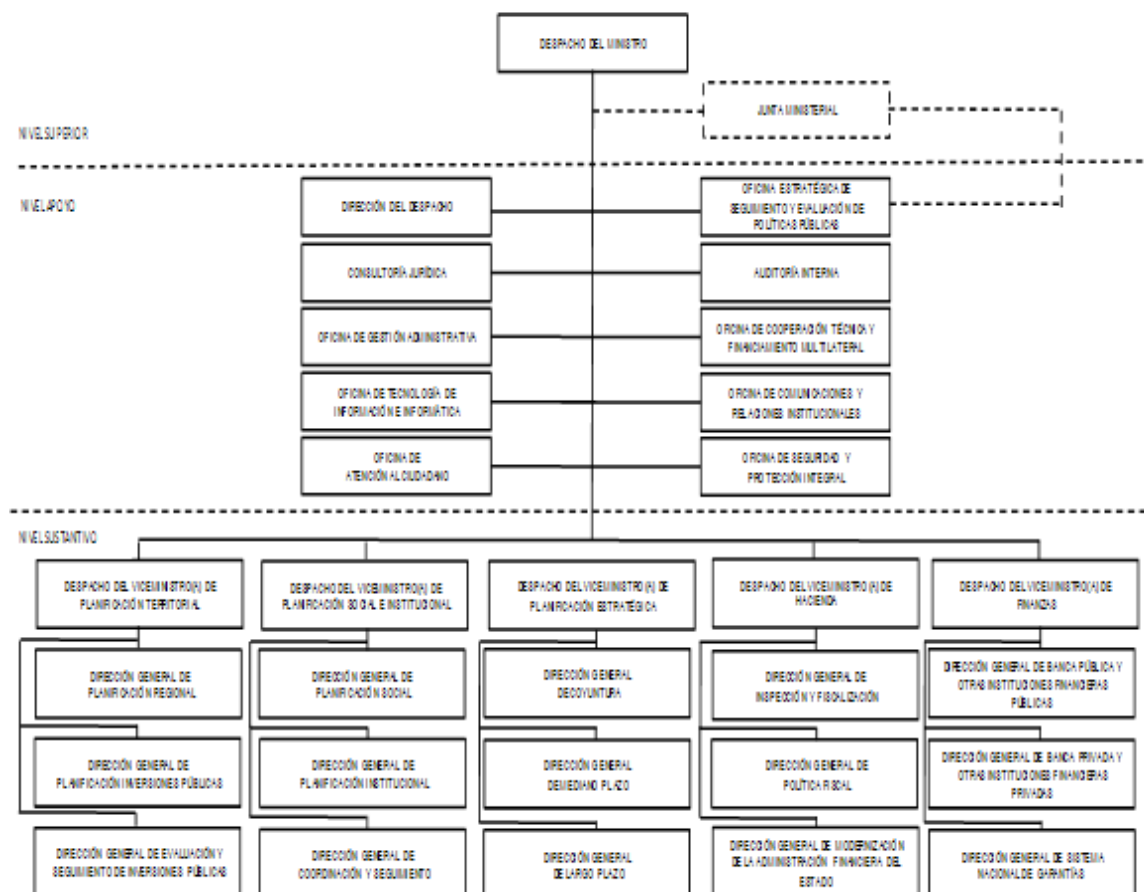 DESPACHO DEL MINISTRO
JUNTA MINISTERIAL
NIVEL SUPERIOR
NIVEL APOYO
DIRECCIÓN DEL DESPACHO
OFICINA ESTRATÉGICA DE
SEGUIMIENTO Y EVALUACIÓN DE
POLÍTICAS PÚBLICAS
CONSULTORÍA JURÍDICA
AUDITORÍA INTERNA
OFICINA DE GESTIÓN ADMINISTRATIVA
OFICINA DE COOPERACIÓN TÉCNICA Y
FINANCIAMIENTO MULTILATERAL
OFICINA DE TECNOLOGÍA DE
INFORMACIÓN E INFORMÁTICA
OFICINA DE COMUNICACIONES Y
RELACIONES INSTITUCIONALES
OFICINA DE
ATENCIÓN AL CIUDADANO
OFICINA DE SEGURIDAD Y
PROTECCIÓN INTEGRAL
NIVEL SUSTANTIVO
DESPACHO DEL VICEMINISTRO(A) DE
PLANIFICACIÓN TERRITORIAL
DESPACHO DEL VICEMINISTRO(A) DE
PLANIFICACIÓN SOCIAL E INSTITUCIONAL
DESPACHO DEL VICEMINISTRO(A) DE
PLANIFICACIÓN ESTRATÉGICA
DESPACHO DEL VICEMINISTRO (A) DE
HACIENDA
DESPACHO DEL VICEMINISTRO(A) DE
FINANZAS
DIRECCIÓN GENERAL DE
PLANIFICACIÓN REGIONAL
DIRECCIÓN GENERAL DE
PLANIFICACIÓN SOCIAL
DIRECCIÓN GENERAL
DE COYUNTURA
DIRECCIÓN GENERAL DE
INSPECCIÓN Y FISCALIZACIÓN
DIRECCIÓN GENERAL DE BANCA PÚBLICA Y
OTRAS INSTITUCIONES FINANCIERAS
PÚBLICAS
DIRECCIÓN GENERAL DE
PLANIFICACIÓN INVERSIONES PÚBLICAS
DIRECCIÓN GENERAL DE
PLANIFICACIÓN INSTITUCIONAL
DIRECCIÓN GENERAL
DE MEDIANO PLAZO
DIRECCIÓN GENERAL DE
POLÍTICA FISCAL
DIRECCIÓN GENERAL DE BANCA PRIVADA Y
OTRAS INSTITUCIONES FINANCIERAS
PRIVADAS
DIRECCIÓN GENERAL DE EVALUACIÓN Y
SEGUIMIENTO DE INVERSIONES PÚBLICAS
DIRECCIÓN GENERAL DE
COORDINACIÓN Y SEGUIMIENTO
DIRECCIÓN GENERAL
DE LARGO PLAZO
DIRECCIÓN GENERAL DE MODERNIZACIÓN
DE LA ADMINISTRACIÓN FINANCIERA DEL
ESTADO
DIRECCIÓN GENERAL DE SISTEMA
NACIONAL DE GARANTÍAS